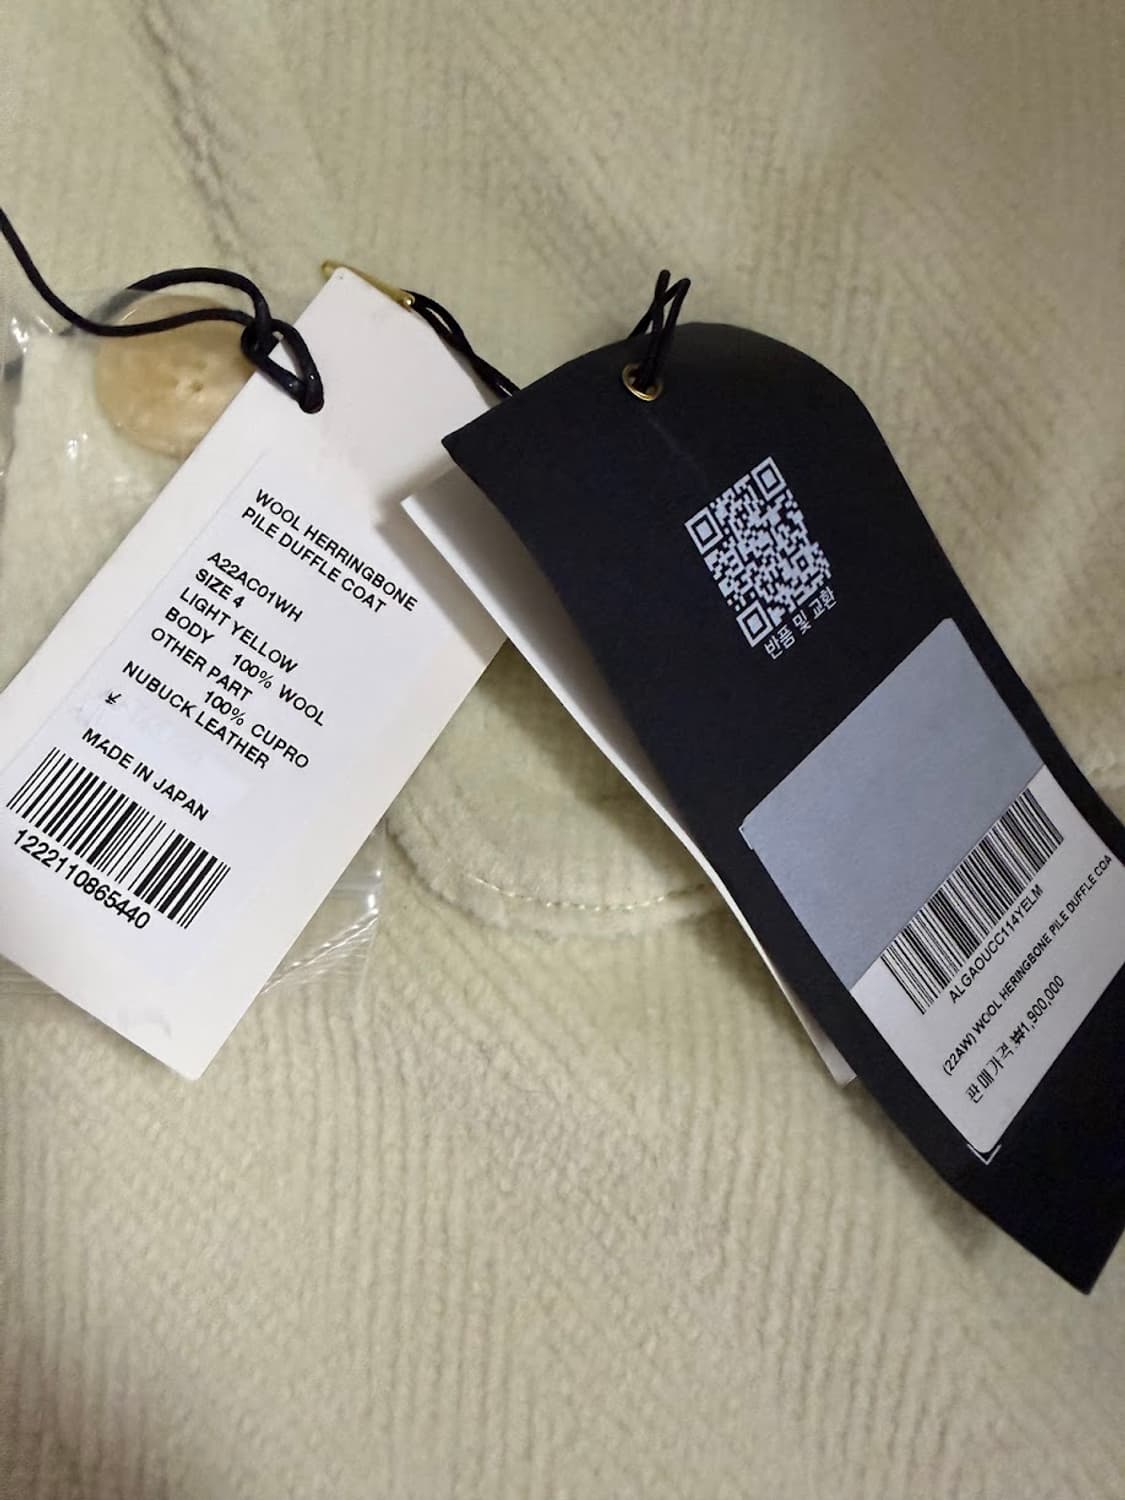 WOOL HERRINGBONE
PILE DUFFLE COAT
A22AC01WH
SIZE 4
LIGHT YELLOW
BODY 100% WOOL
OTHER PART
100% CUPRO
NUBUCK LEATHER
¥
MADE IN JAPAN
1222110865440
반품 및 교환
ALGAOUCC114YELM
(22AW) WOOL HERINGBONE PILE DUFFLE COA
판매가격:₩1,900,000